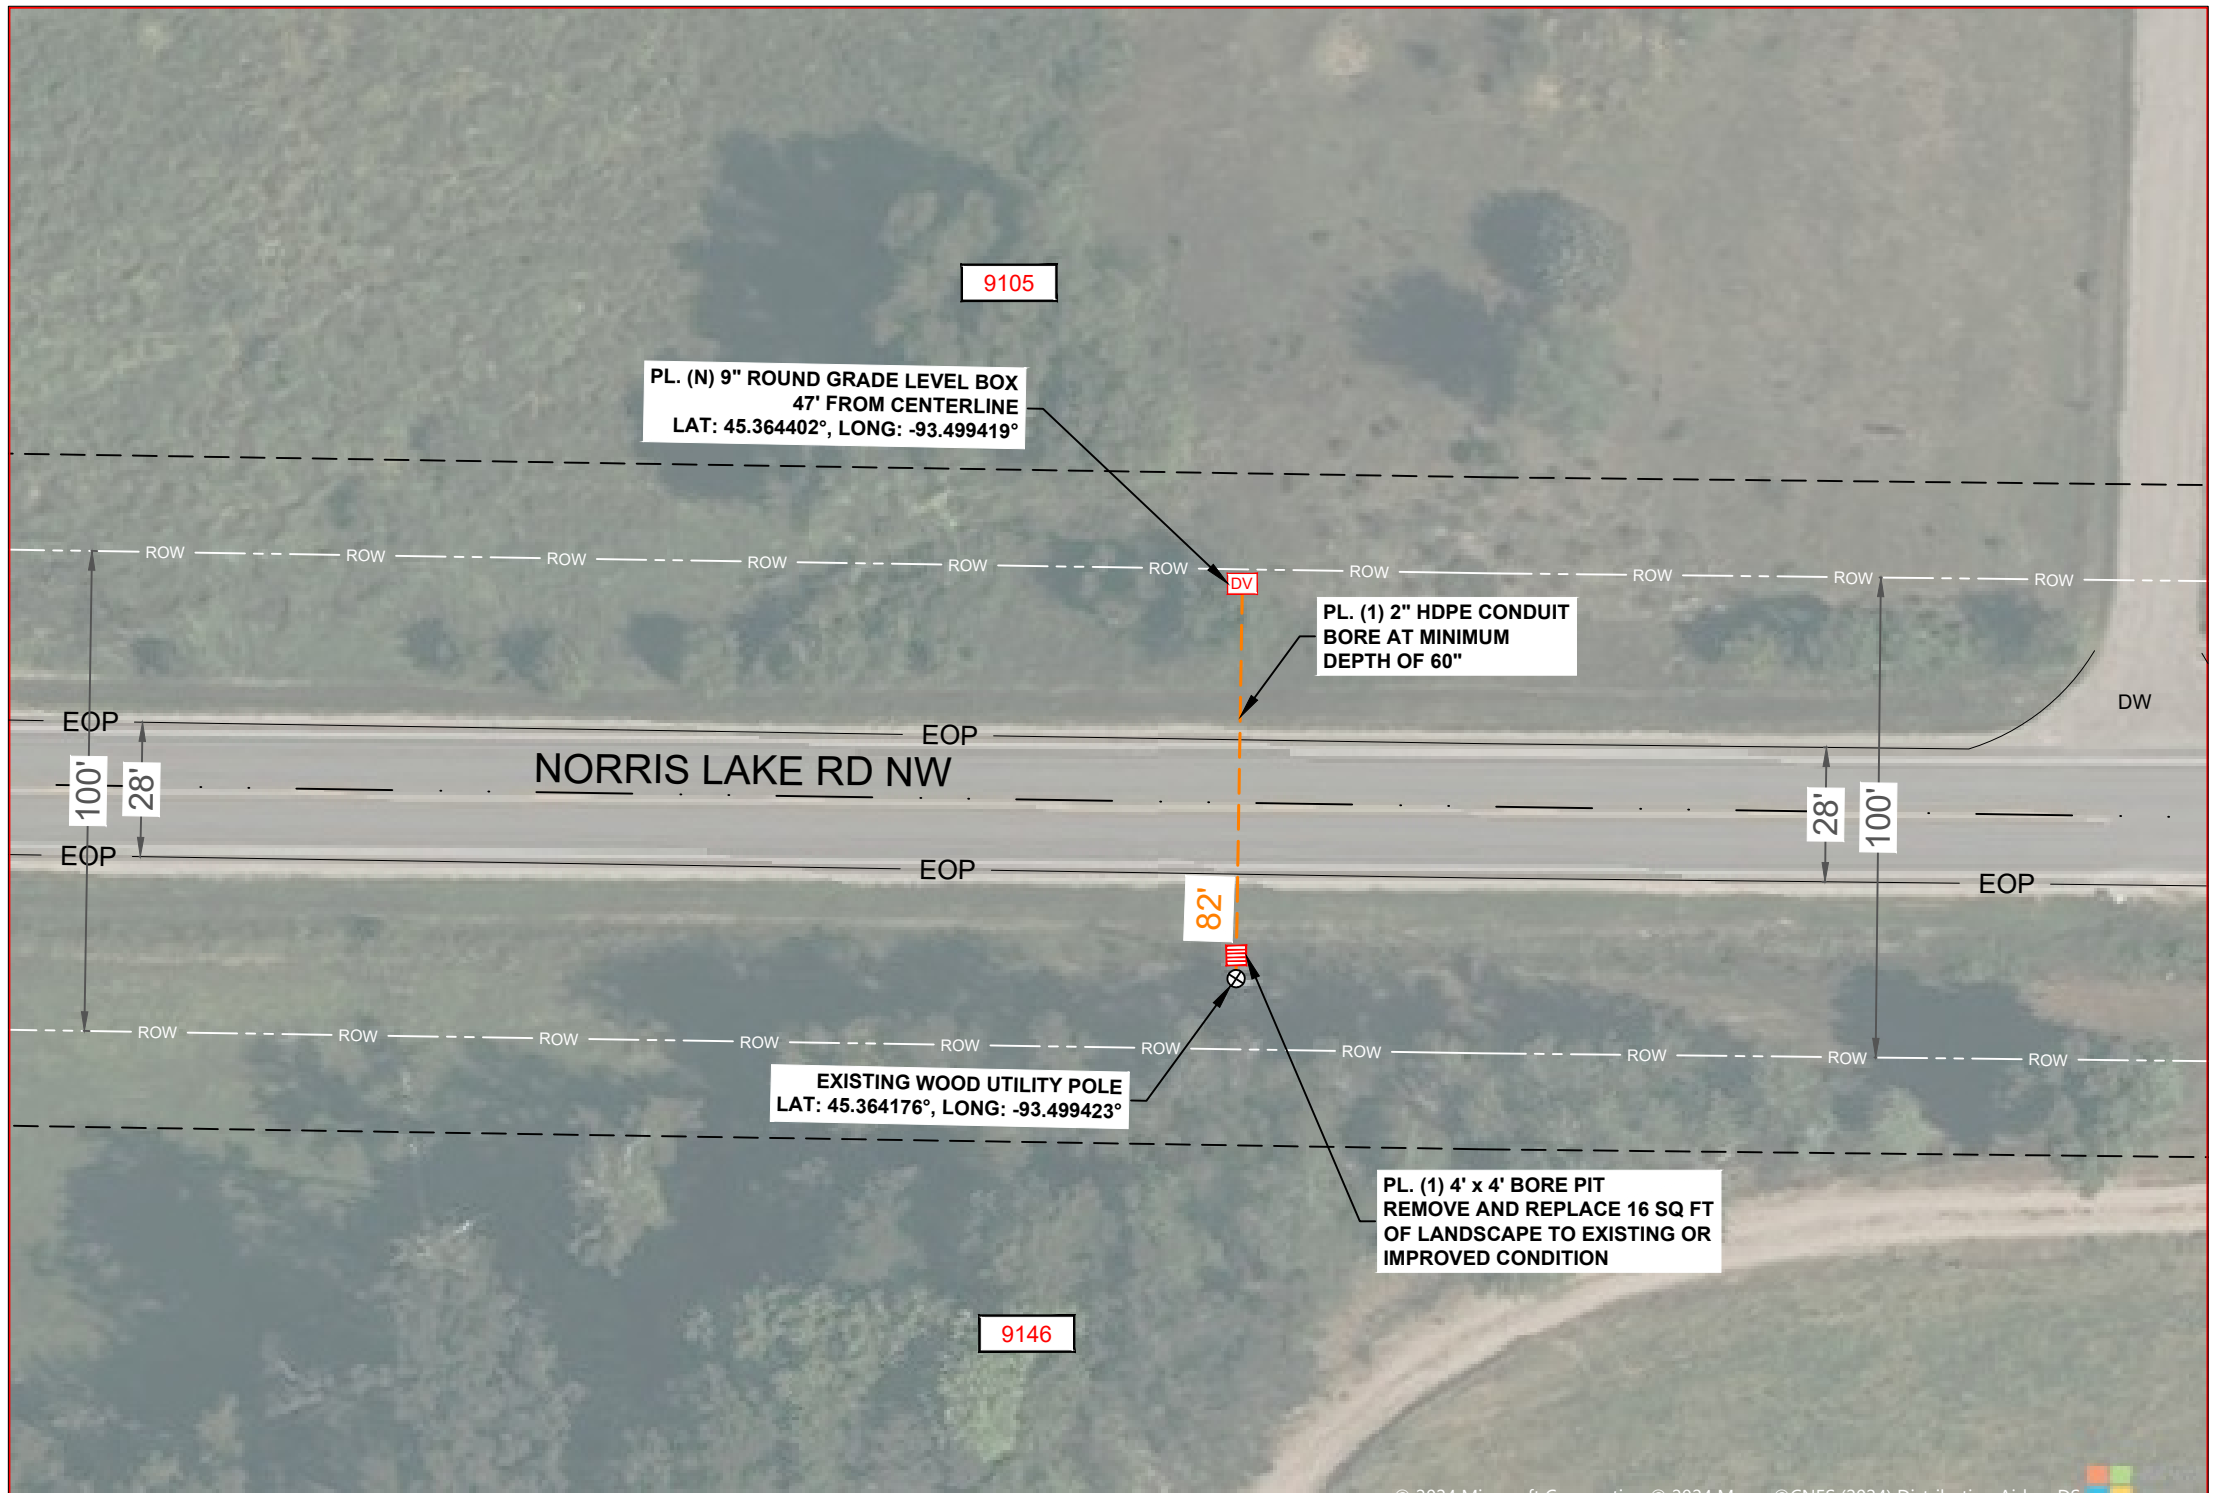 9105
PL. (N) 9" ROUND GRADE LEVEL BOX
47' FROM CENTERLINE
LAT: 45.364402°, LONG: -93.499419°
ROW ROW ROW ROW ROW ROW ROW ROW ROW ROW
DV
PL. (1) 2" HDPE CONDUIT
BORE AT MINIMUM
DEPTH OF 60"
DW
EOP EOP
NORRIS LAKE RD NW
100' 28' 28' 100'
EOP EOP EOP
82'
ROW ROW ROW ROW ROW ROW ROW ROW ROW ROW
EXISTING WOOD UTILITY POLE
LAT: 45.364176°, LONG: -93.499423°
PL. (1) 4' x 4' BORE PIT
REMOVE AND REPLACE 16 SQ FT
OF LANDSCAPE TO EXISTING OR
IMPROVED CONDITION
9146